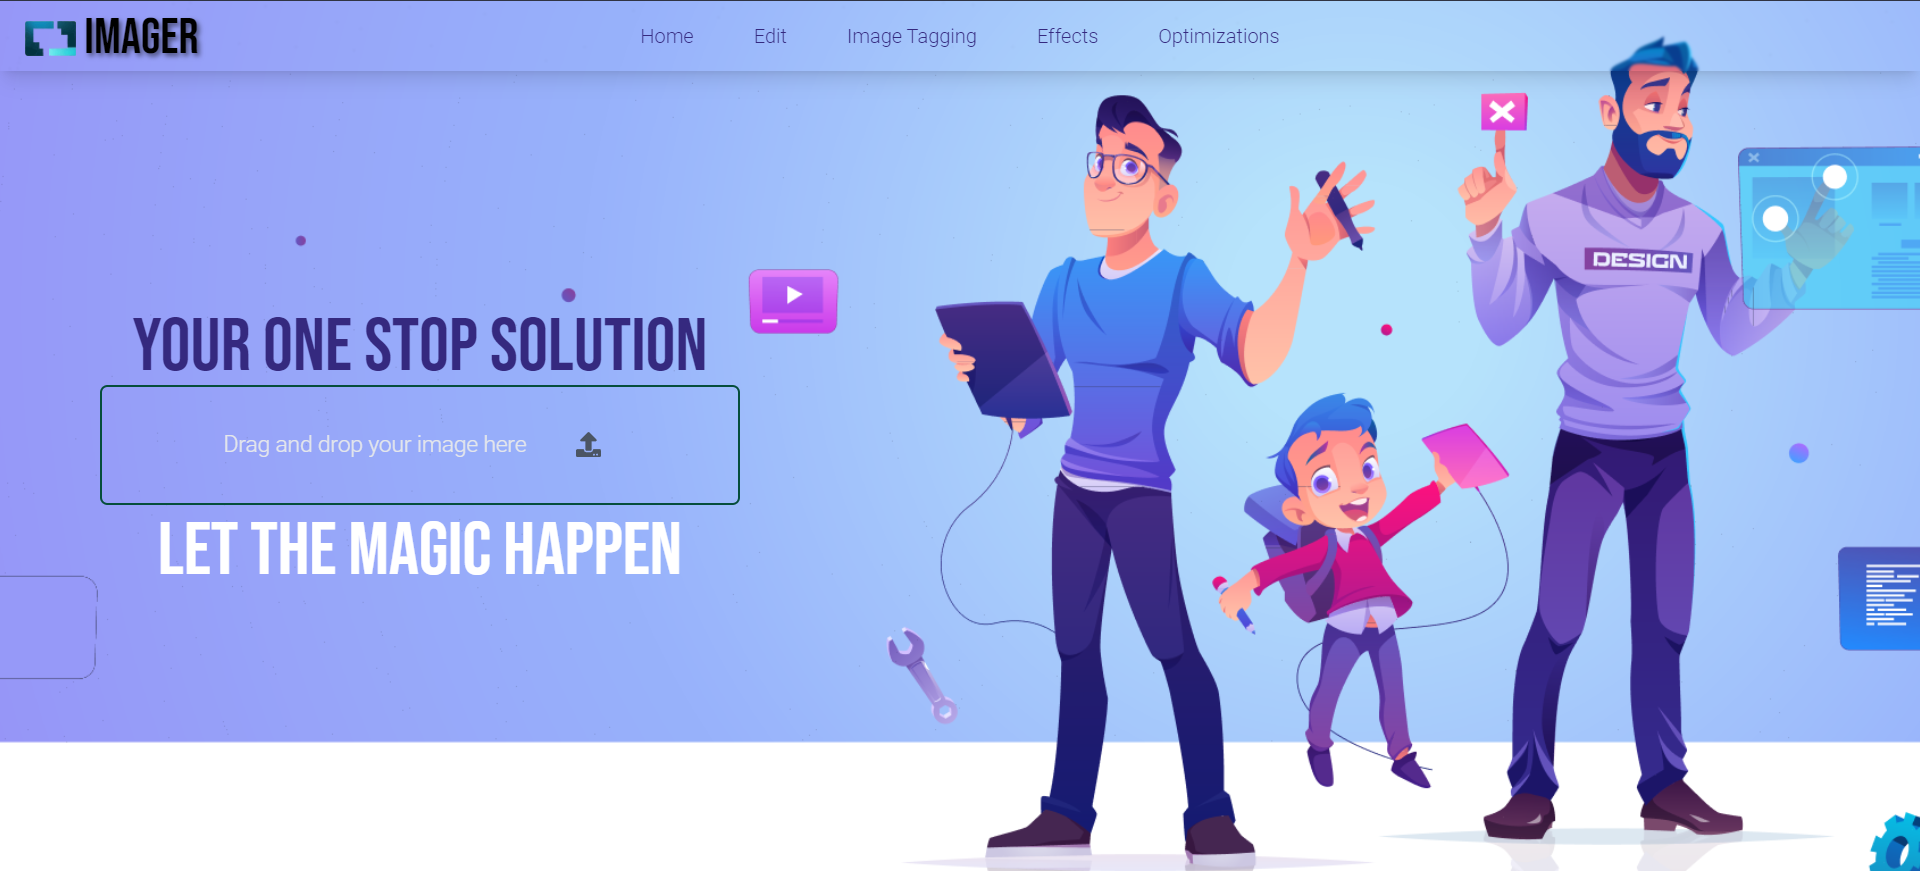 IMAGER
Home Edit Image Tagging Effects Optimizations
DESIGN
YOUR ONE STOP SOLUTION
Drag and drop your image here
LET THE MAGIC HAPPEN